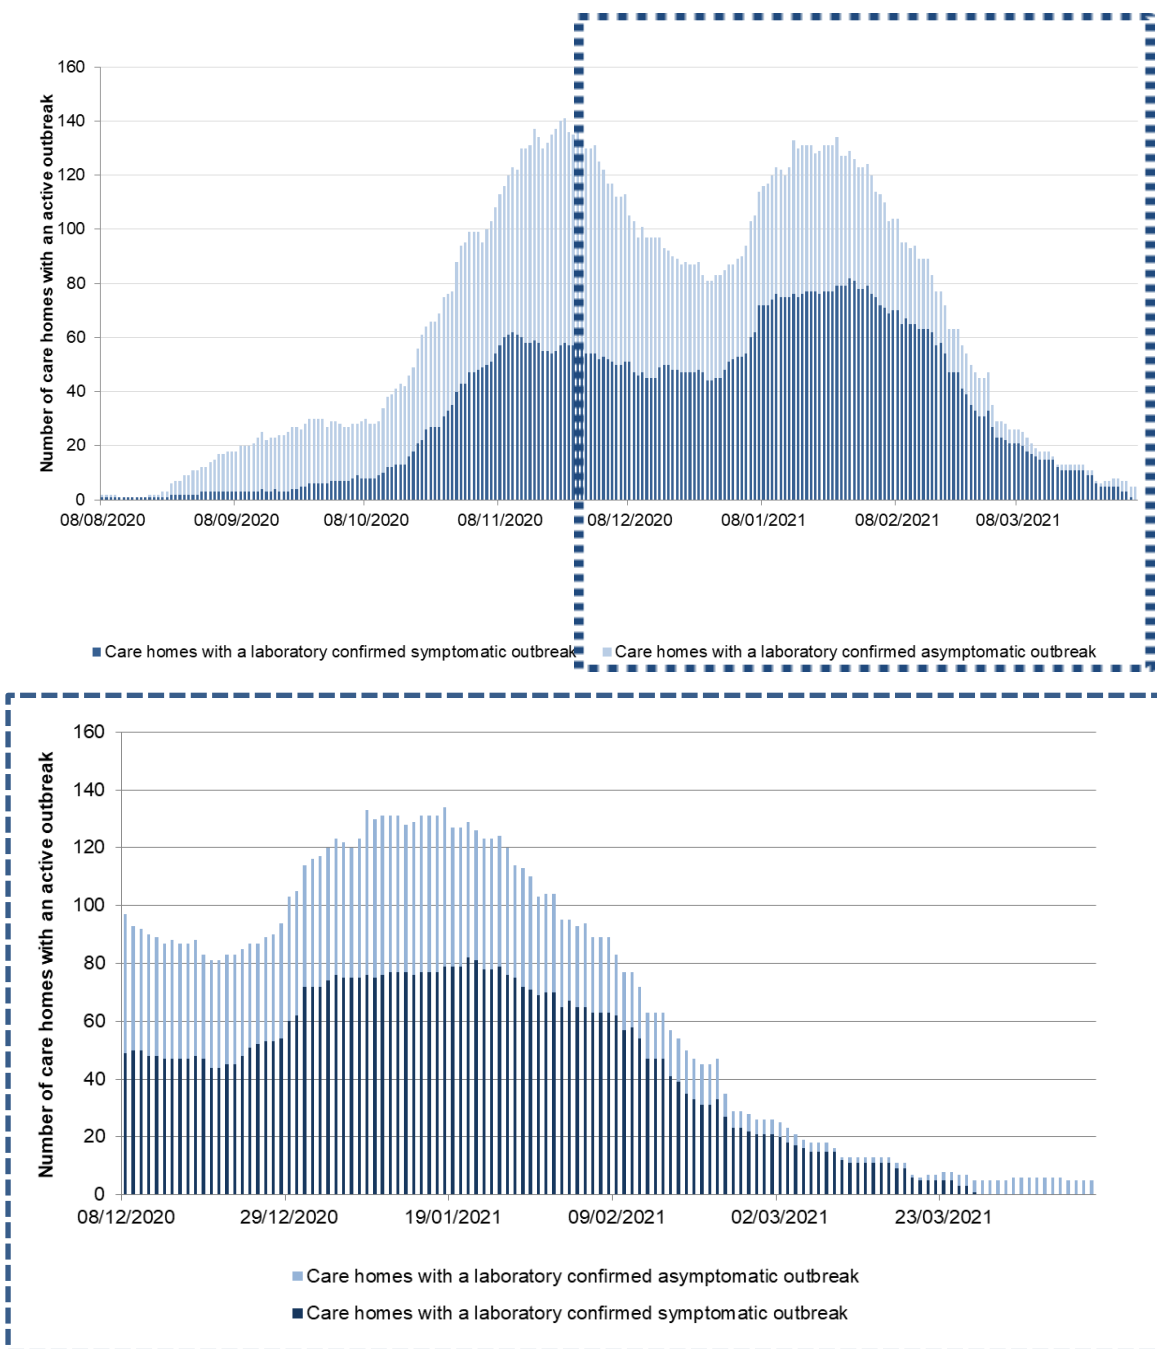 Number of care homes with an active outbreak
160
140
120
100
80
60
40
20
0
08/08/2020 08/09/2020 08/10/2020 08/11/2020 08/12/2020 08/01/2021 08/02/2021 08/03/2021
Care homes with a laboratory confirmed symptomatic outbreak Care homes with a laboratory confirmed asymptomatic outbreak
Number of care homes with an active outbreak
160
140
120
100
80
60
40
20
0
08/12/2020 29/12/2020 19/01/2021 09/02/2021 02/03/2021 23/03/2021
Care homes with a laboratory confirmed asymptomatic outbreak
Care homes with a laboratory confirmed symptomatic outbreak